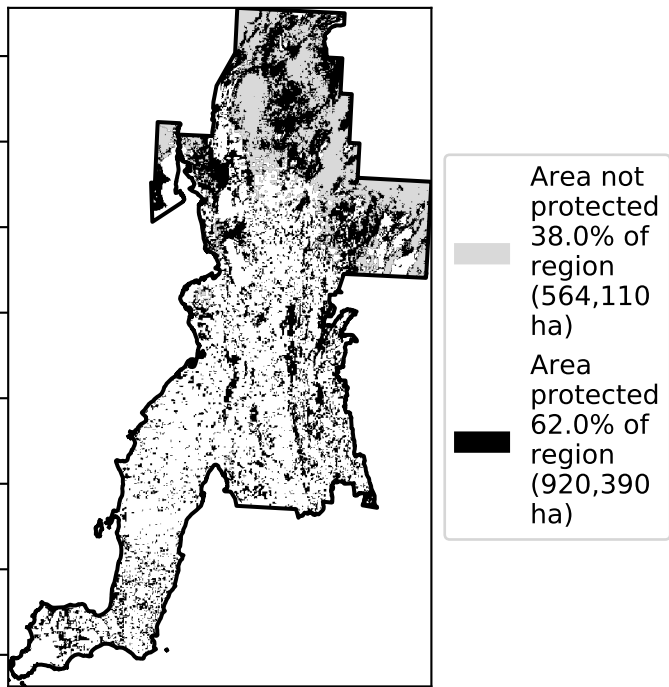 Area not
protected
38.0% of
region
(564,110
ha)
Area
protected
62.0% of
region
(920,390
ha)